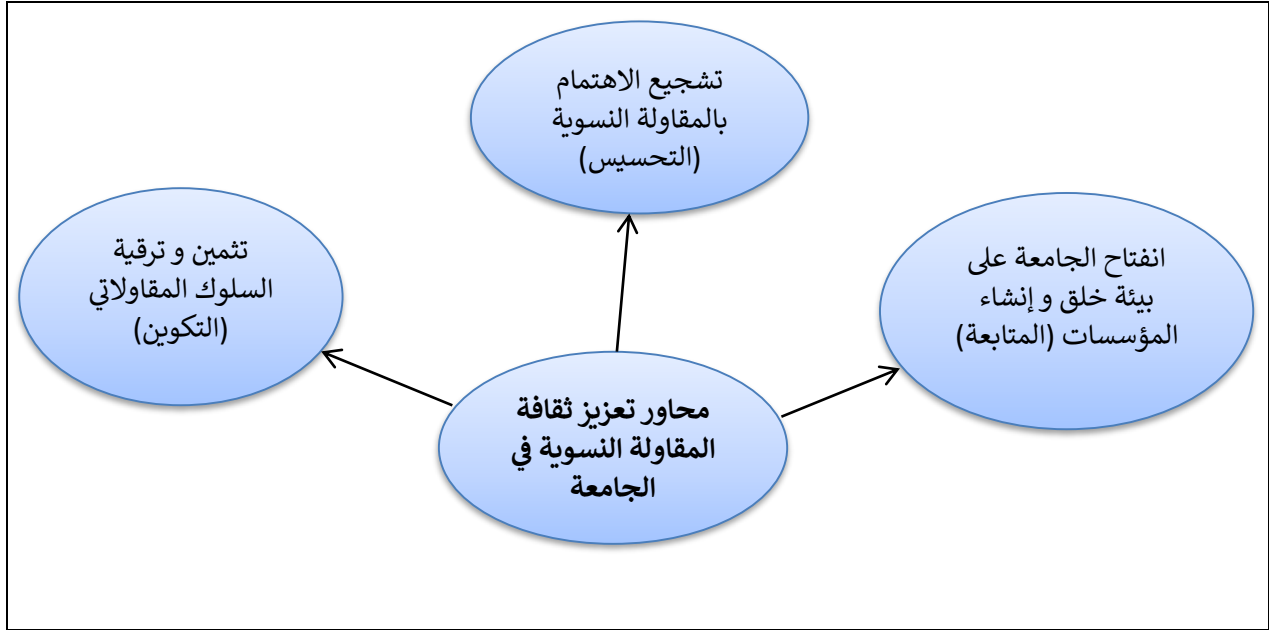 تشجيع الاهتمام
بالمقاولة النسوية
(التحسيس)
انفتاح الجامعة على
بيئة خلق و إنشاء
المؤسسات (المتابعة)
تثمين و ترقية
السلوك المقاولاتي
(التكوين)
محاور تعزيز ثقافة
المقاولة النسوية في
الجامعة